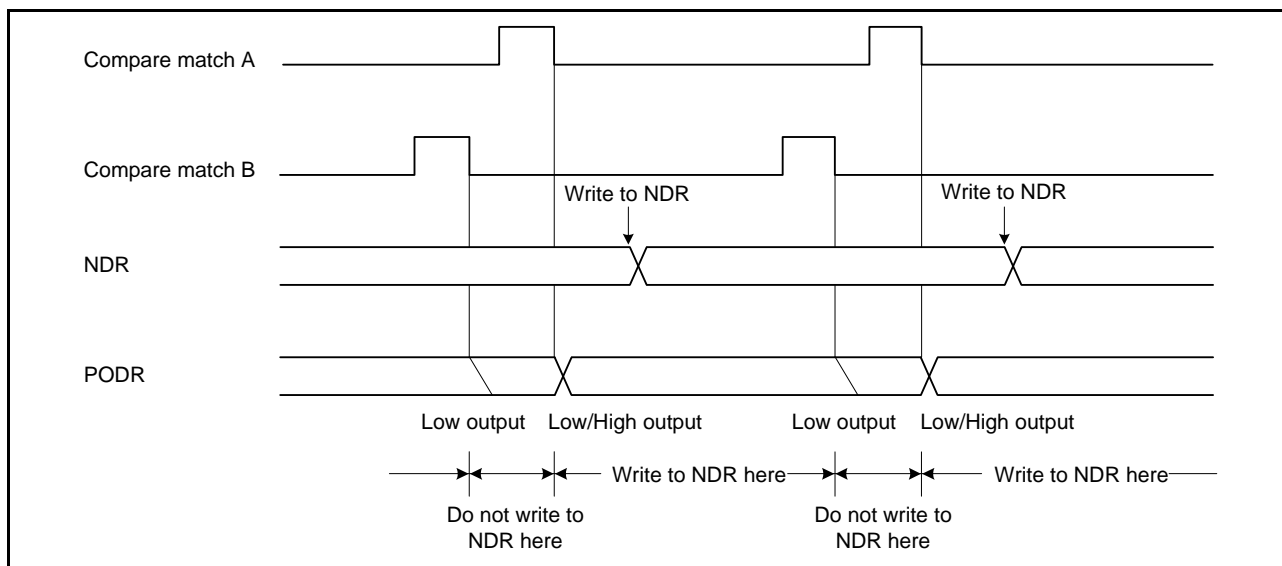 Compare match A
Compare match B
Write to NDR
Write to NDR
NDR
PODR
Low output
Low/High output
Low output
Low/High output
Write to NDR here
Write to NDR here
Do not write to
NDR here
Do not write to
NDR here